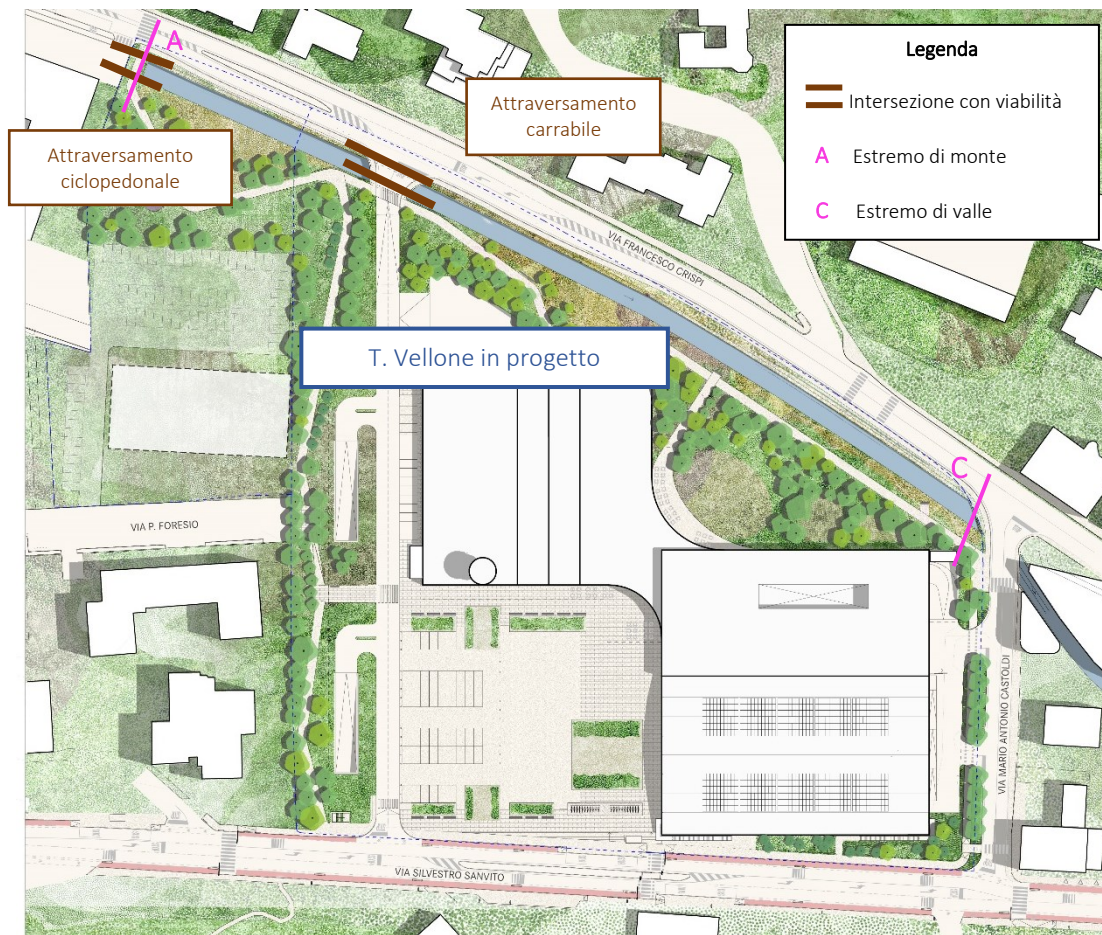 A
Legenda
Intersezione con viabilità
A Estremo di monte
C Estremo di valle
Attraversamento
carrabile
Attraversamento
ciclopedonale
VIA FRANCESCO CRISPI
T. Vellone in progetto
C
VIA P. FORESIO
VIA MARIO ANTONIO CASTOLDI
VIA SILVESTRO SANVITO